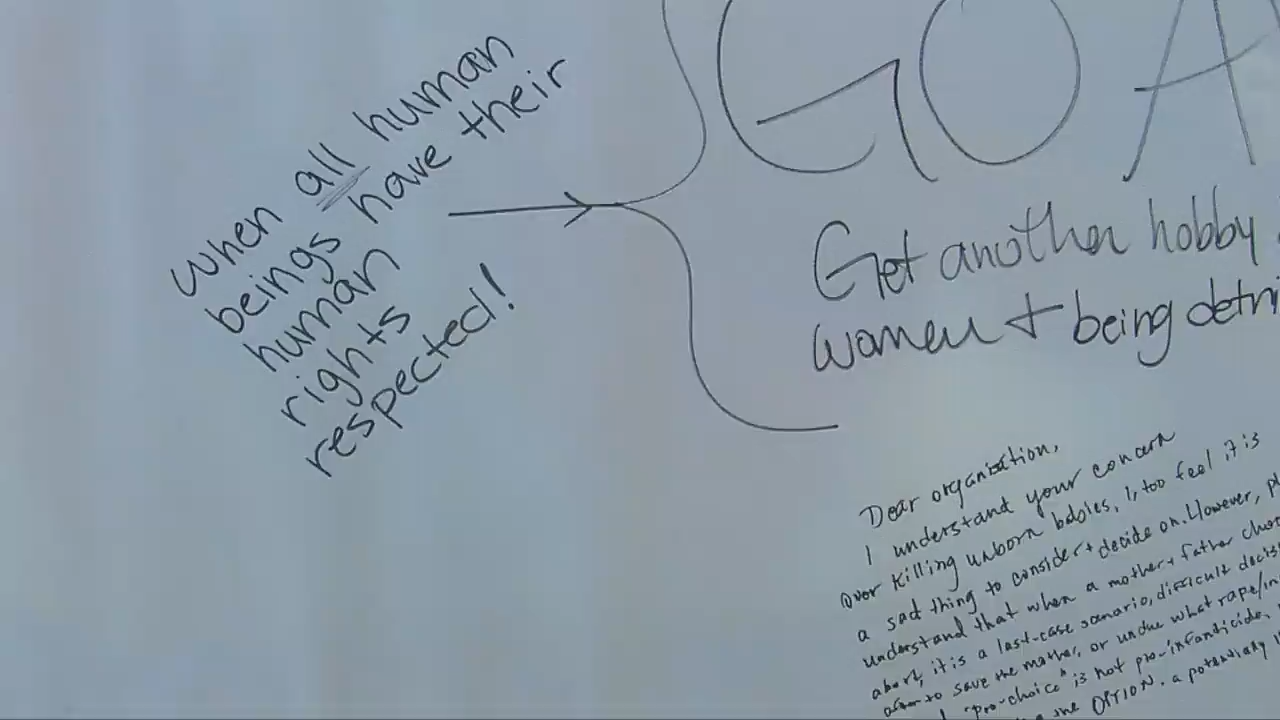 When all human
beings have their
human
rights
respected!
GOA
Get another hobby
women + being detri
Dear organization,
I understand your concern
over killing unborn babies, I, too feel it is
a sad thing to consider + decide on. However, pl
understand that when a mother + father choo
abort, it is a last-case scenario, difficult decis
to save the mother, or undue what rape/in
"pro-choice" is not pro-infanticide,
the OPTION. a potentially